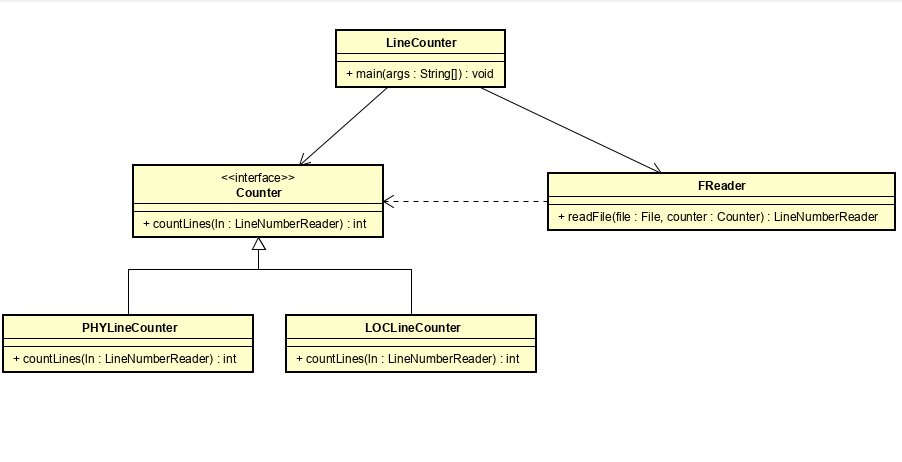 LineCounter
+ main(args : String[]) : void
<<interface>>
Counter
+ countLines(ln : LineNumberReader) : int
FReader
+ readFile(file : File, counter : Counter) : LineNumberReader
PHYLineCounter
+ countLines(ln : LineNumberReader) : int
LOCLineCounter
+ countLines(ln : LineNumberReader) : int